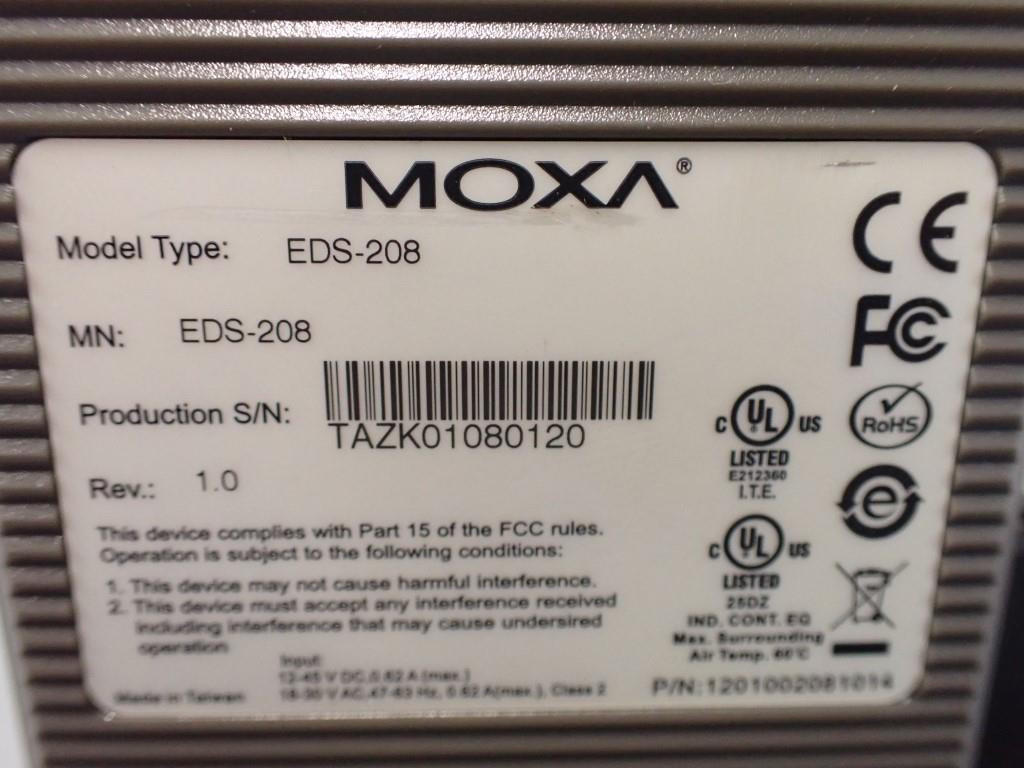 MOXA®
Model Type: EDS-208
MN: EDS-208
Production S/N:
TAZK01080120
Rev.: 1.0
This device complies with Part 15 of the FCC rules.
Operation is subject to the following conditions:
1. This device may not cause harmful interference.
2. This device must accept any interference received
including interference that may cause undersired
operation
Input:
12-45 V DC, 0.62 A (max.)
18-30 V AC, 47-63 Hz, 0.62 A(max.), Class 2
Made in Taiwan
CE
FC
C UL US
LISTED
E212360
I.T.E.
RoHS
e
C UL US
LISTED
25DZ
IND. CONT. EQ
Max. Surrounding
Air Temp. 60°C
P/N:1201002081014